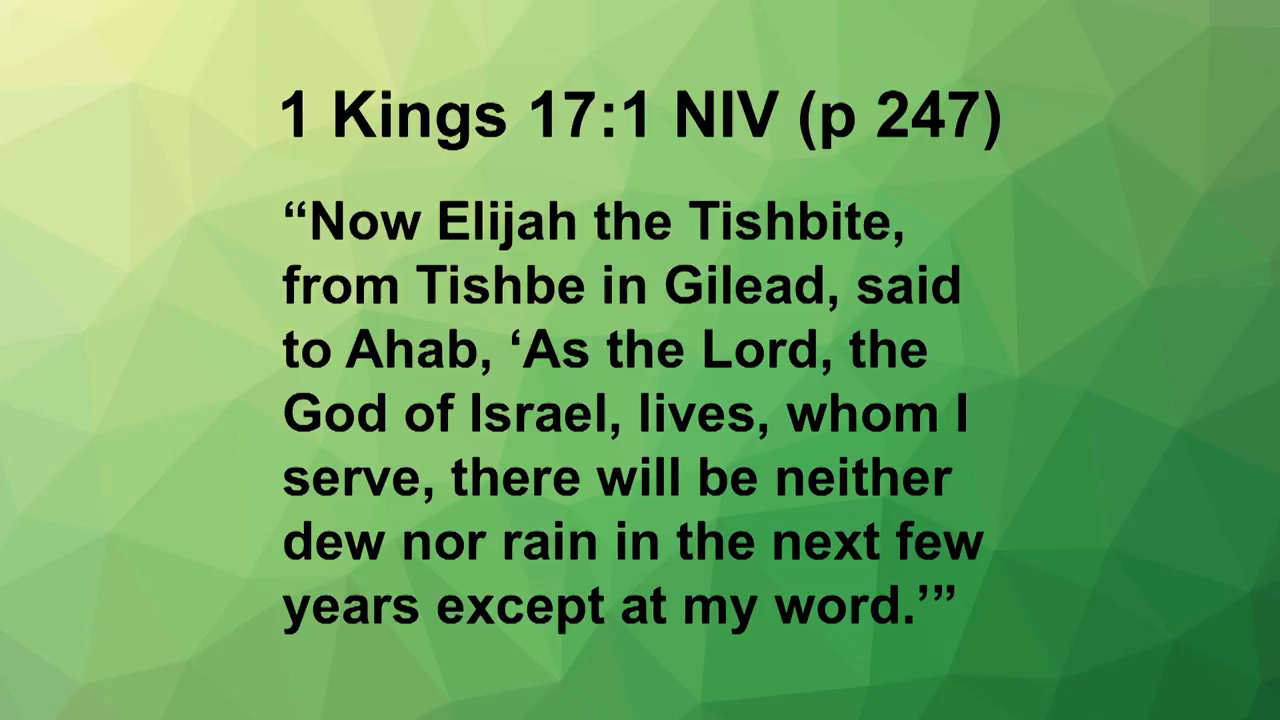 1 Kings 17:1 NIV (p 247)
“Now Elijah the Tishbite,
from Tishbe in Gilead, said
to Ahab, ‘As the Lord, the
God of Israel, lives, whom I
serve, there will be neither
dew nor rain in the next few
years except at my word.’”